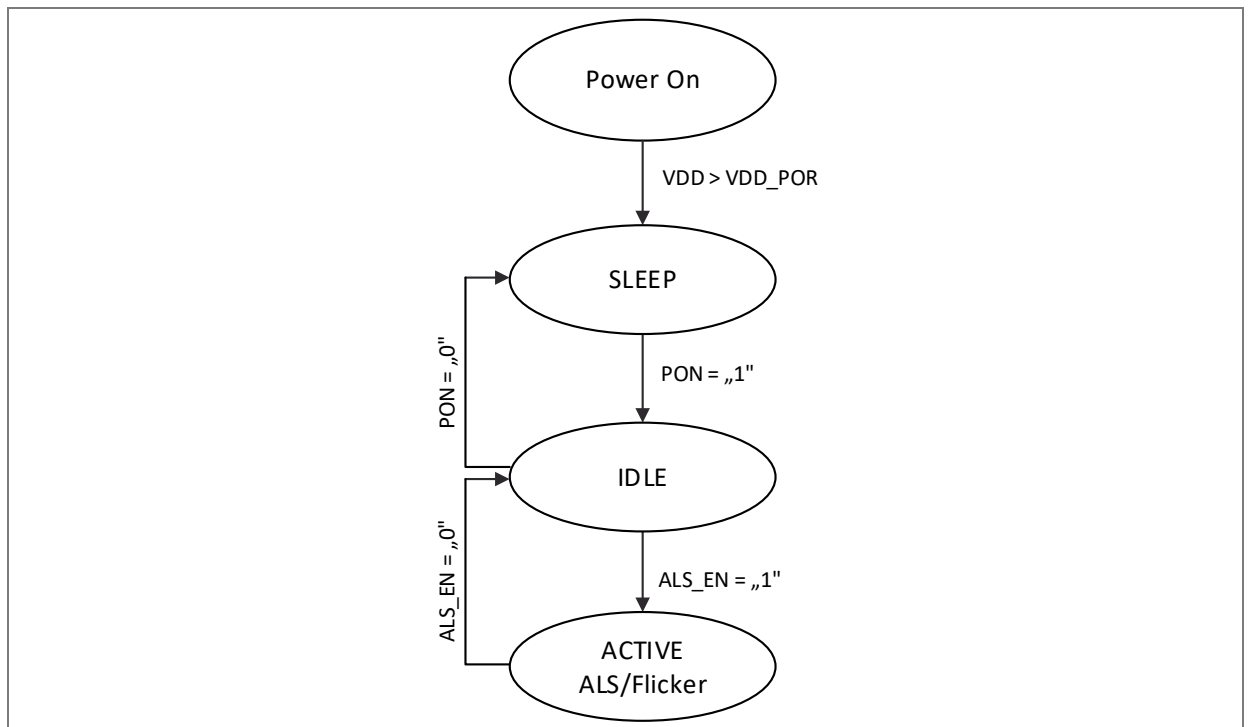 Power On
VDD > VDD_POR
SLEEP
PON = „0"
PON = „1"
IDLE
ALS_EN = „0"
ALS_EN = „1"
ACTIVE
ALS/Flicker